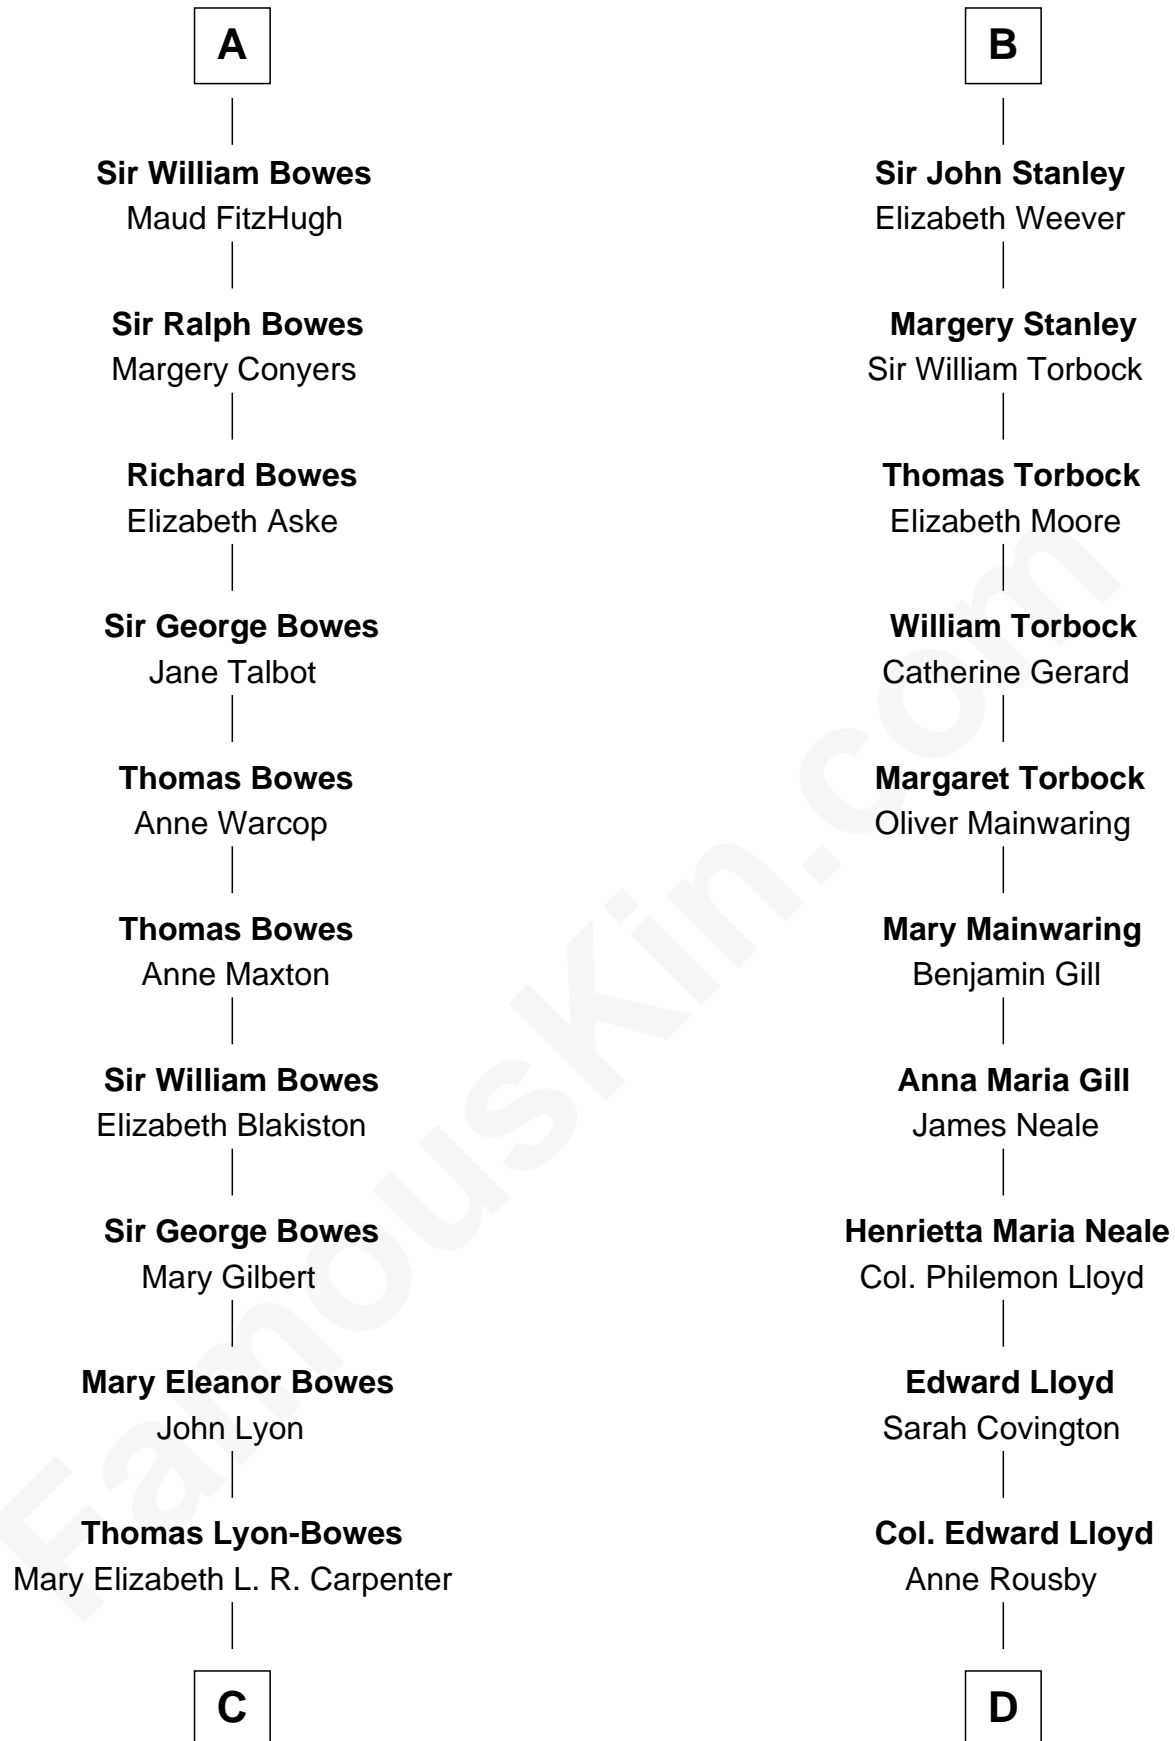 A
Sir William Bowes
Maud FitzHugh
Sir Ralph Bowes
Margery Conyers
Richard Bowes
Elizabeth Aske
Sir George Bowes
Jane Talbot
Thomas Bowes
Anne Warcop
Thomas Bowes
Anne Maxton
Sir William Bowes
Elizabeth Blakiston
Sir George Bowes
Mary Gilbert
Mary Eleanor Bowes
John Lyon
Thomas Lyon-Bowes
Mary Elizabeth L. R. Carpenter
C
B
Sir John Stanley
Elizabeth Weever
Margery Stanley
Sir William Torbock
Thomas Torbock
Elizabeth Moore
William Torbock
Catherine Gerard
Margaret Torbock
Oliver Mainwaring
Mary Mainwaring
Benjamin Gill
Anna Maria Gill
James Neale
Henrietta Maria Neale
Col. Philemon Lloyd
Edward Lloyd
Sarah Covington
Col. Edward Lloyd
Anne Rousby
D
FamousKin.com